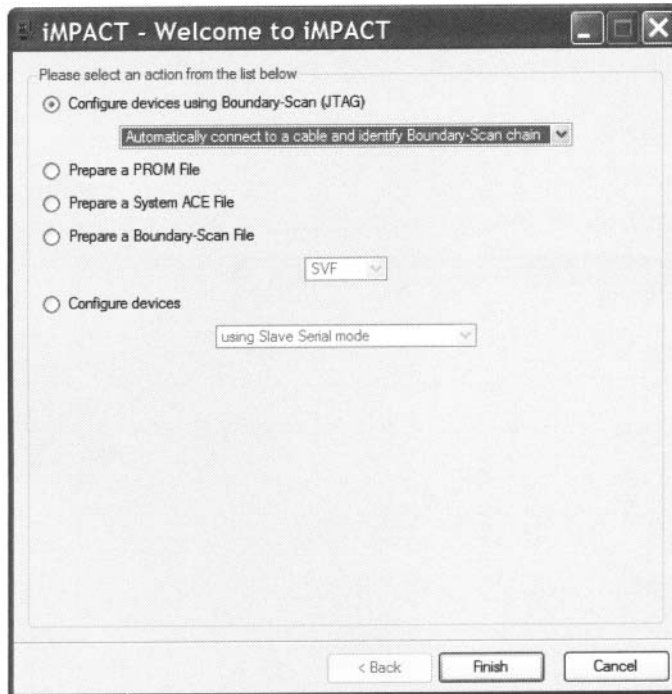 iMPACT - Welcome to iMPACT
Please select an action from the list below
Configure devices using Boundary-Scan (JTAG)
Automatically connect to a cable and identify Boundary-Scan chain
Prepare a PROM File
Prepare a System ACE File
Prepare a Boundary-Scan File
SVF
Configure devices
using Slave Serial mode
< Back Finish Cancel